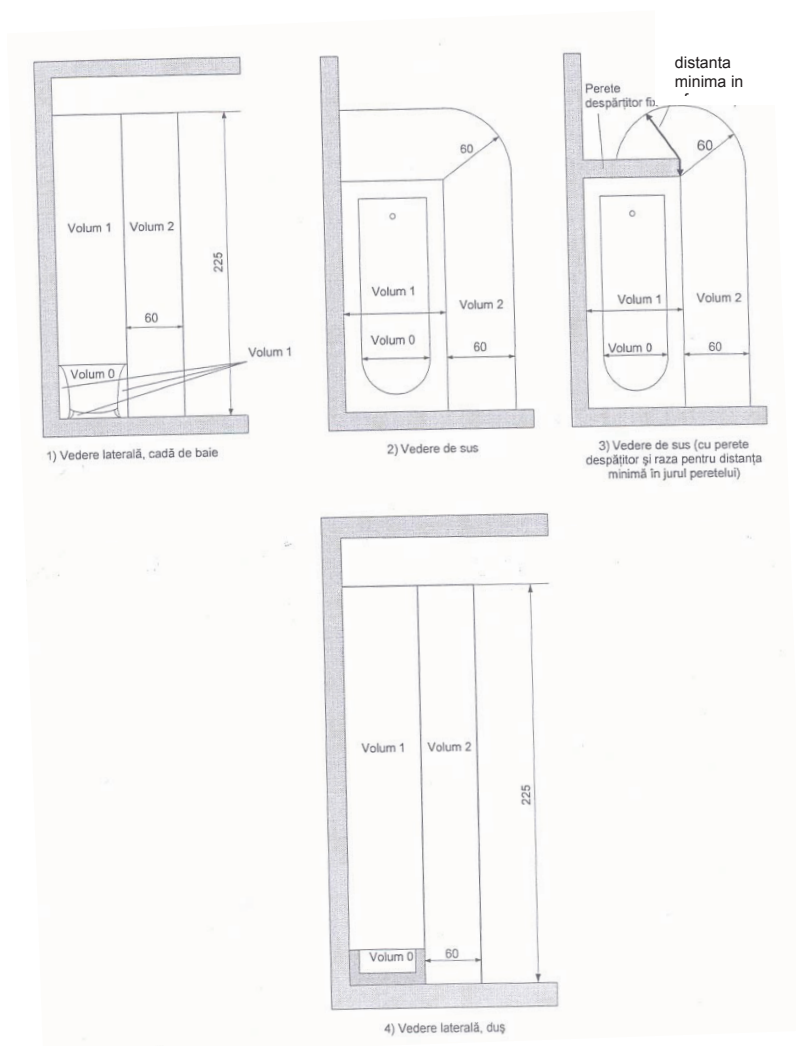 distanta
minima in
Perete
despărțitor
60
60
Volum 1
Volum 2
225
60
Volum 0
Volum 1
60
Volum 1
Volum 2
Volum 0
60
Volum 1
Volum 2
Volum 0
60
1) Vedere laterală, cadă de baie
2) Vedere de sus
3) Vedere de sus (cu perete
despățitor și raza pentru distanța
minimă în jurul peretelui)
Volum 1
Volum 2
225
Volum 0
60
4) Vedere laterală, duș